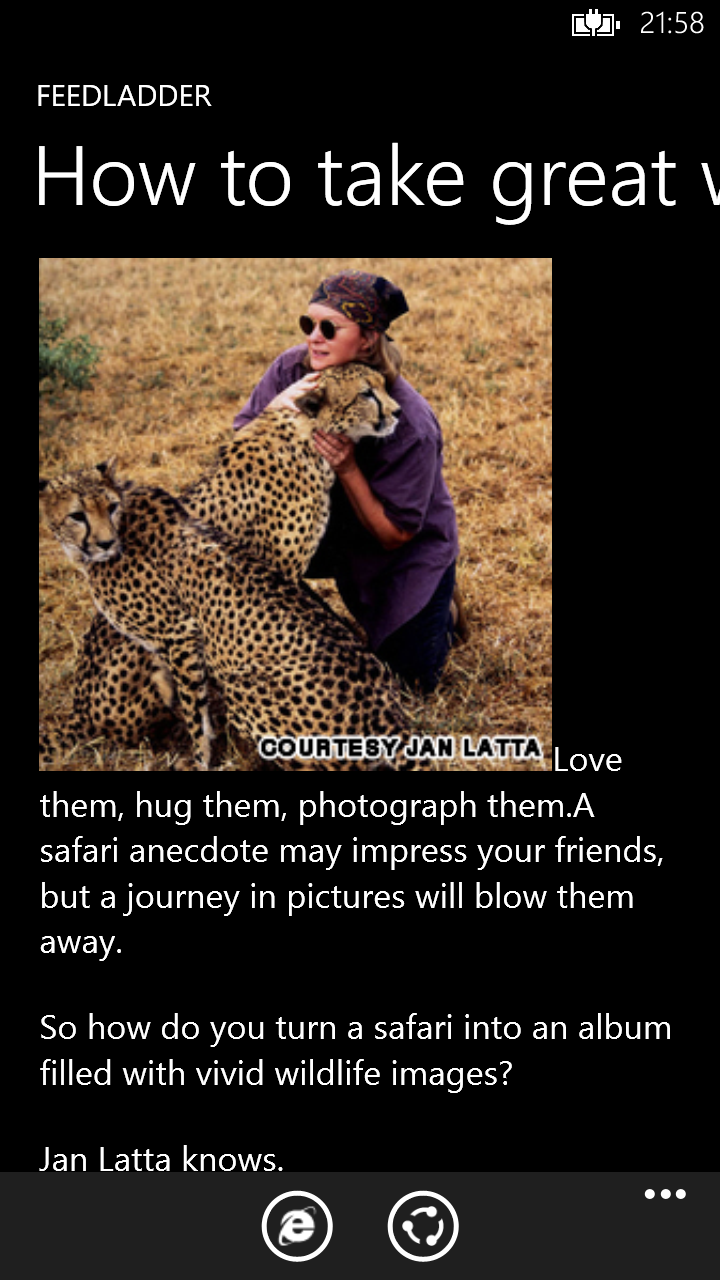 21:58
FEEDLADDER
How to take great
COURTESY JAN LATTA
Love
them, hug them, photograph them.A
safari anecdote may impress your friends,
but a journey in pictures will blow them
away.
So how do you turn a safari into an album
filled with vivid wildlife images?
Jan Latta knows.